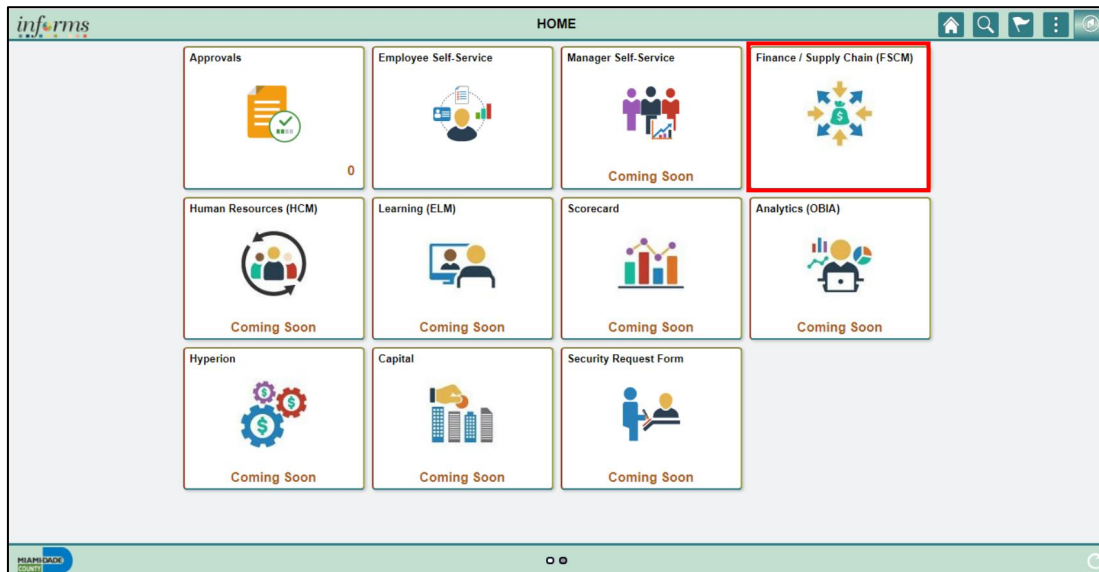 informs
HOME
Approvals
0
Employee Self-Service
Manager Self-Service
Coming Soon
Finance / Supply Chain (FSCM)
Human Resources (HCM)
Coming Soon
Learning (ELM)
Coming Soon
Scorecard
Coming Soon
Analytics (OBIA)
Coming Soon
Hyperion
Coming Soon
Capital
Coming Soon
Security Request Form
Coming Soon
MIAMI-DADE
COUNTY